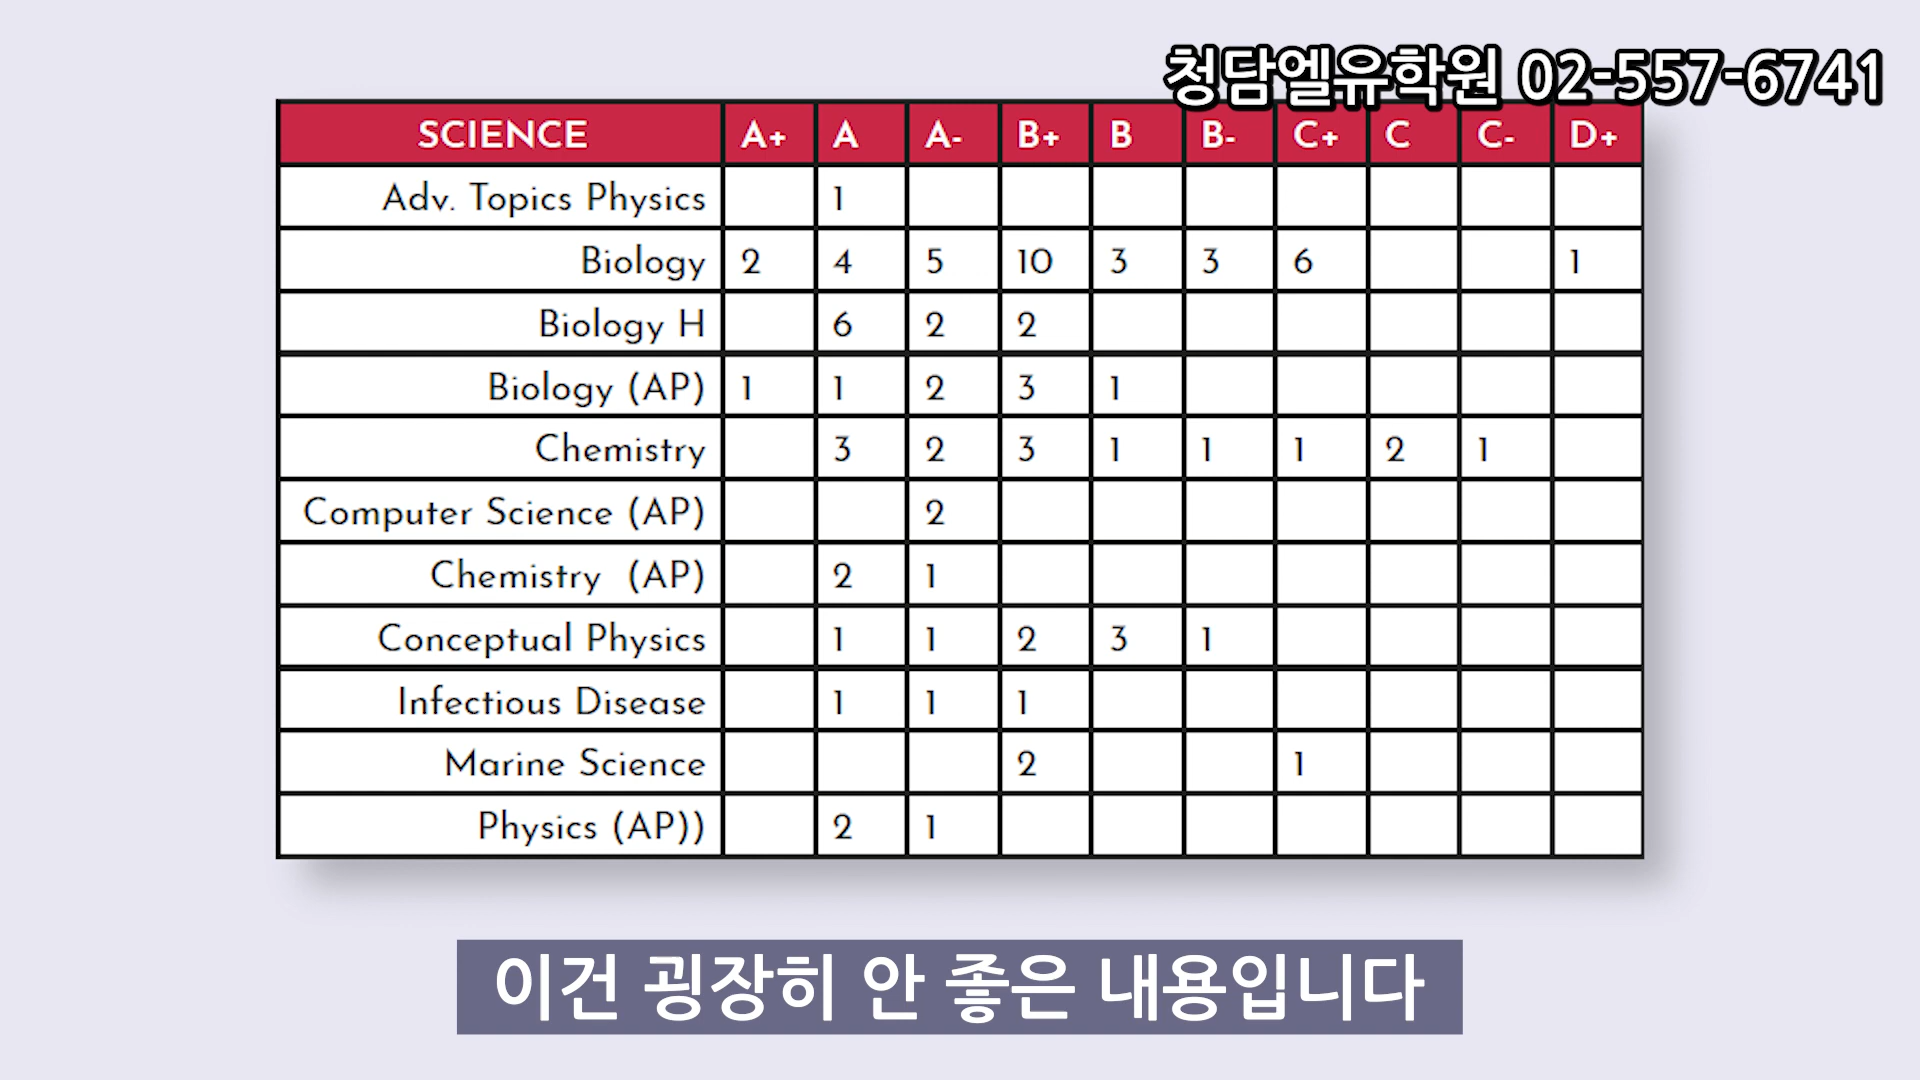 청담엘유학원 02-557-6741
SCIENCE A+ A A- B+ B B- C+ C C- D+
Adv. Topics Physics 1
Biology 2 4 5 10 3 3 6 1
Biology H 6 2 2
Biology (AP) 1 1 2 3 1
Chemistry 3 2 3 1 1 1 2 1
Computer Science (AP) 2
Chemistry (AP) 2 1
Conceptual Physics 1 1 2 3 1
Infectious Disease 1 1 1
Marine Science 2 1
Physics (AP)) 2 1
이건 굉장히 안 좋은 내용입니다